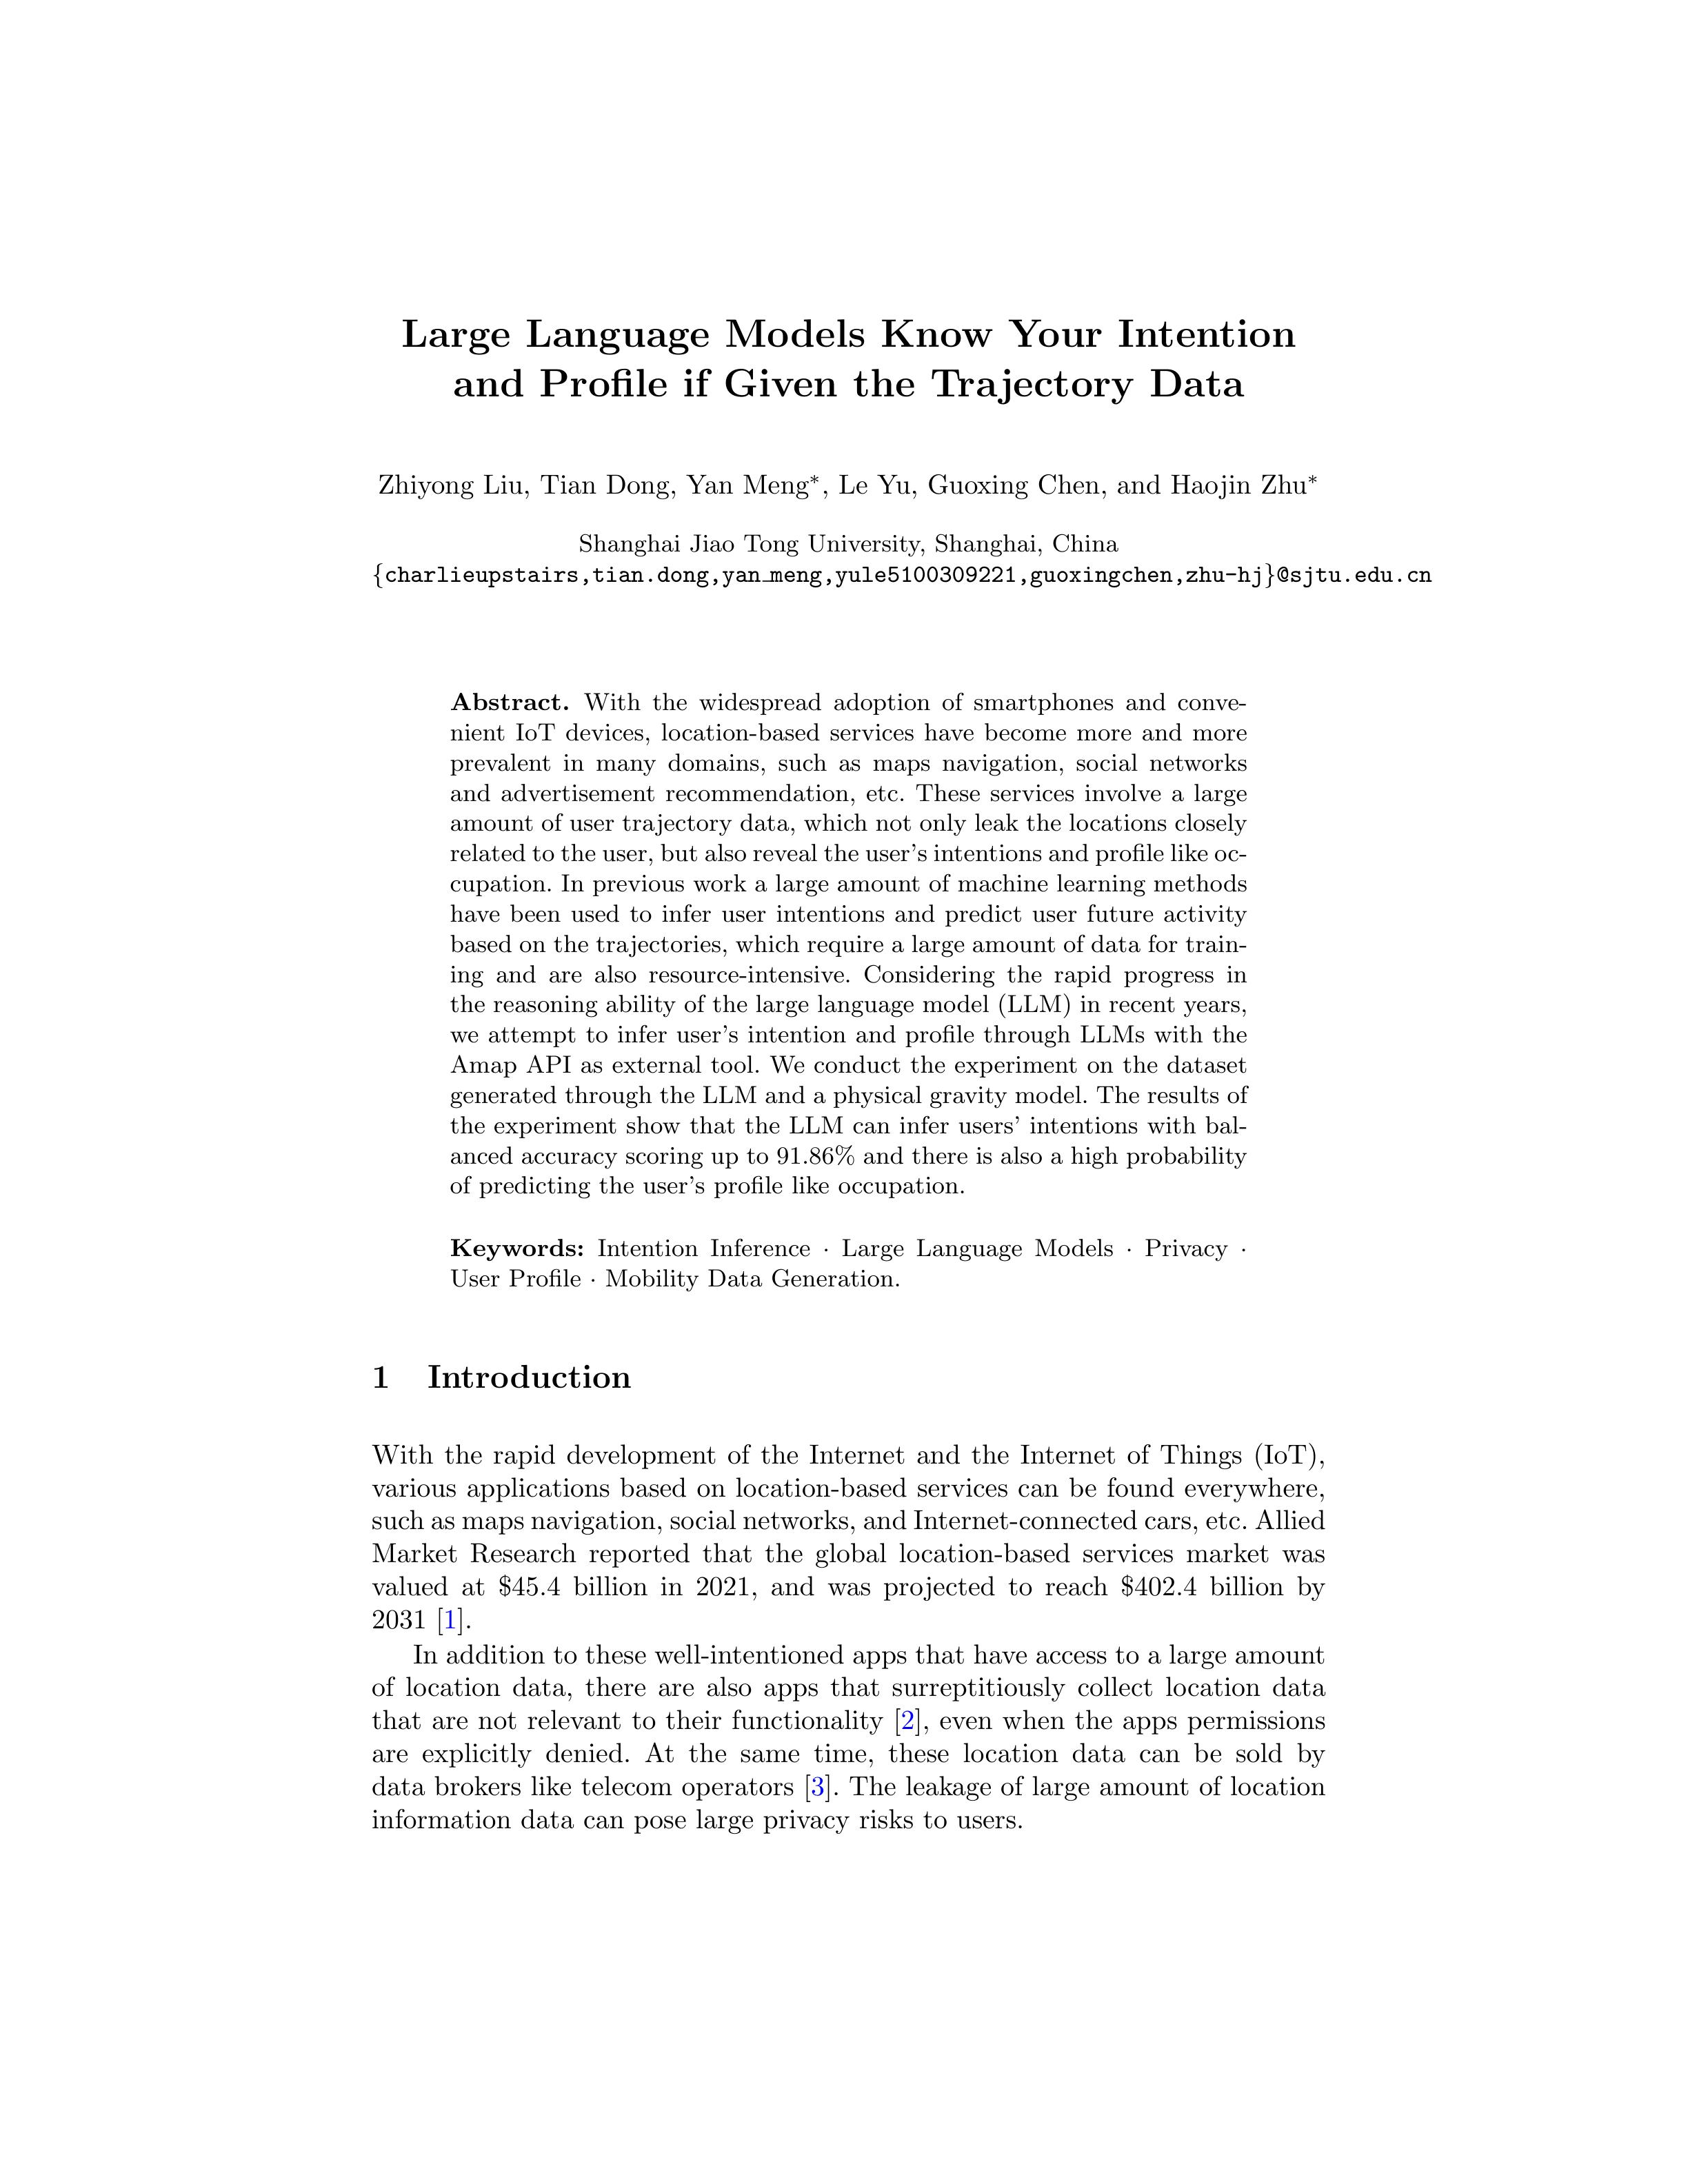 Large Language Models Know Your Intention
and Profile if Given the Trajectory Data
Zhiyong Liu, Tian Dong, Yan Meng*, Le Yu, Guoxing Chen, and Haojin Zhu*
Shanghai Jiao Tong University, Shanghai, China
{charlieupstairs,tian.dong,yan_meng,yule5100309221,guoxingchen,zhu-hj}@sjtu.edu.cn
Abstract. With the widespread adoption of smartphones and conve-
nient IoT devices, location-based services have become more and more
prevalent in many domains, such as maps navigation, social networks
and advertisement recommendation, etc. These services involve a large
amount of user trajectory data, which not only leak the locations closely
related to the user, but also reveal the user's intentions and profile like oc-
cupation. In previous work a large amount of machine learning methods
have been used to infer user intentions and predict user future activity
based on the trajectories, which require a large amount of data for train-
ing and are also resource-intensive. Considering the rapid progress in
the reasoning ability of the large language model (LLM) in recent years,
we attempt to infer user's intention and profile through LLMs with the
Amap API as external tool. We conduct the experiment on the dataset
generated through the LLM and a physical gravity model. The results of
the experiment show that the LLM can infer users' intentions with bal-
anced accuracy scoring up to 91.86% and there is also a high probability
of predicting the user's profile like occupation.
Keywords: Intention Inference · Large Language Models · Privacy ·
User Profile · Mobility Data Generation.
1 Introduction
With the rapid development of the Internet and the Internet of Things (IoT),
various applications based on location-based services can be found everywhere,
such as maps navigation, social networks, and Internet-connected cars, etc. Allied
Market Research reported that the global location-based services market was
valued at $45.4 billion in 2021, and was projected to reach $402.4 billion by
2031 [1].
In addition to these well-intentioned apps that have access to a large amount
of location data, there are also apps that surreptitiously collect location data
that are not relevant to their functionality [2], even when the apps permissions
are explicitly denied. At the same time, these location data can be sold by
data brokers like telecom operators [3]. The leakage of large amount of location
information data can pose large privacy risks to users.